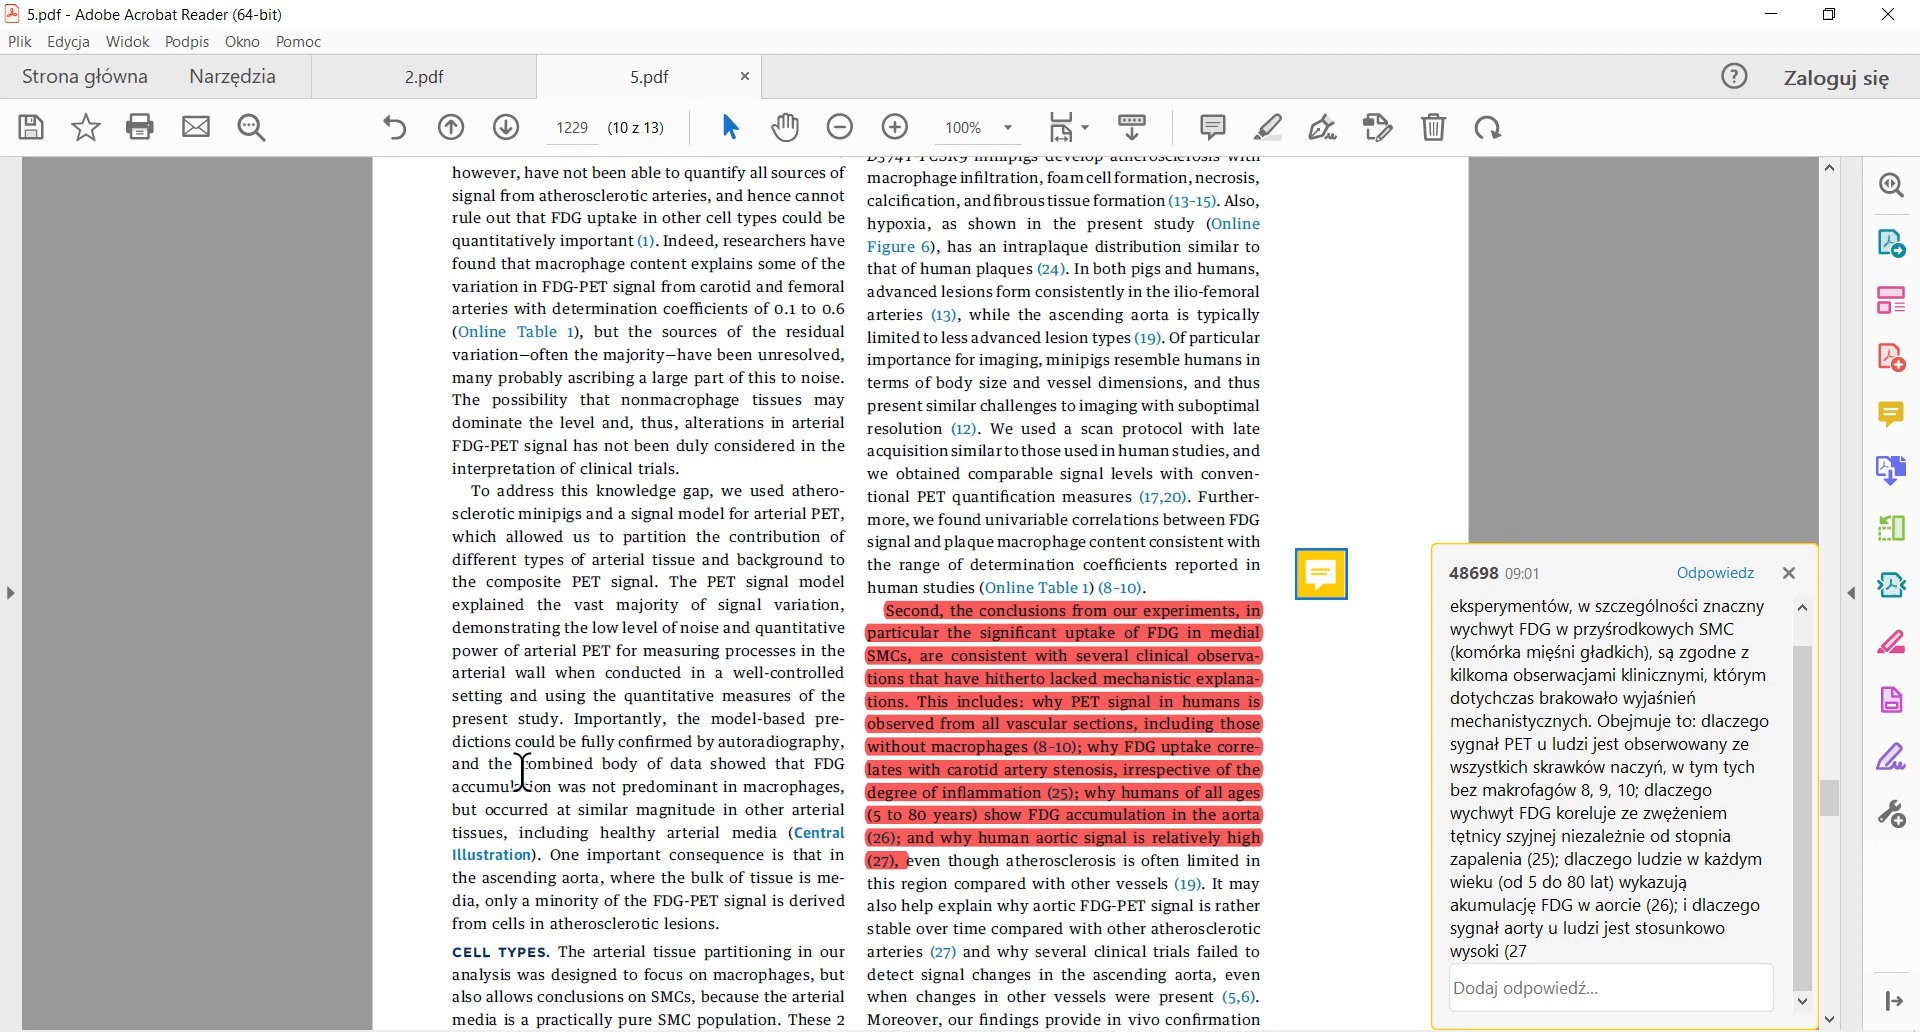 5.pdf - Adobe Acrobat Reader (64-bit)
Plik Edycja Widok Podpis Okno Pomoc
Strona główna Narzędzia 2.pdf 5.pdf Zaloguj się
1229 (10 z 13) 100%
however, have not been able to quantify all sources of
signal from atherosclerotic arteries, and hence cannot
rule out that FDG uptake in other cell types could be
quantitatively important (1). Indeed, researchers have
found that macrophage content explains some of the
variation in FDG-PET signal from carotid and femoral
arteries with determination coefficients of 0.1 to 0.6
(Online Table 1), but the sources of the residual
variation—often the majority—have been unresolved,
many probably ascribing a large part of this to noise.
The possibility that nonmacrophage tissues may
dominate the level and, thus, alterations in arterial
FDG-PET signal has not been duly considered in the
interpretation of clinical trials.
To address this knowledge gap, we used athero-
sclerotic minipigs and a signal model for arterial PET,
which allowed us to partition the contribution of
different types of arterial tissue and background to
the composite PET signal. The PET signal model
explained the vast majority of signal variation,
demonstrating the low level of noise and quantitative
power of arterial PET for measuring processes in the
arterial wall when conducted in a well-controlled
setting and using the quantitative measures of the
present study. Importantly, the model-based pre-
dictions could be fully confirmed by autoradiography,
and the combined body of data showed that FDG
accumulation was not predominant in macrophages,
but occurred at similar magnitude in other arterial
tissues, including healthy arterial media (Central
Illustration). One important consequence is that in
the ascending aorta, where the bulk of tissue is me-
dia, only a minority of the FDG-PET signal is derived
from cells in atherosclerotic lesions.
CELL TYPES. The arterial tissue partitioning in our
analysis was designed to focus on macrophages, but
also allows conclusions on SMCs, because the arterial
media is a practically pure SMC population. These 2
D374Y-PCSK9 minipigs develop atherosclerosis with
macrophage infiltration, foam cell formation, necrosis,
calcification, and fibrous tissue formation (13-15). Also,
hypoxia, as shown in the present study (Online
Figure 6), has an intraplaque distribution similar to
that of human plaques (24). In both pigs and humans,
advanced lesions form consistently in the ilio-femoral
arteries (13), while the ascending aorta is typically
limited to less advanced lesion types (19). Of particular
importance for imaging, minipigs resemble humans in
terms of body size and vessel dimensions, and thus
present similar challenges to imaging with suboptimal
resolution (12). We used a scan protocol with late
acquisition similar to those used in human studies, and
we obtained comparable signal levels with conven-
tional PET quantification measures (17,20). Further-
more, we found univariable correlations between FDG
signal and plaque macrophage content consistent with
the range of determination coefficients reported in
human studies (Online Table 1) (8-10).
Second, the conclusions from our experiments, in
particular the significant uptake of FDG in medial
SMCs, are consistent with several clinical observa-
tions that have hitherto lacked mechanistic explana-
tions. This includes: why PET signal in humans is
observed from all vascular sections, including those
without macrophages (8-10); why FDG uptake corre-
lates with carotid artery stenosis, irrespective of the
degree of inflammation (25); why humans of all ages
(5 to 80 years) show FDG accumulation in the aorta
(26); and why human aortic signal is relatively high
(27), even though atherosclerosis is often limited in
this region compared with other vessels (19). It may
also help explain why aortic FDG-PET signal is rather
stable over time compared with other atherosclerotic
arteries (27) and why several clinical trials failed to
detect signal changes in the ascending aorta, even
when changes in other vessels were present (5,6).
Moreover, our findings provide in vivo confirmation
48698 09:01 Odpowiedz
eksperymentów, w szczególności znaczny
wychwyt FDG w przyśrodkowych SMC
(komórka mięśni gładkich), są zgodne z
kilkoma obserwacjami klinicznymi, którym
dotychczas brakowało wyjaśnień
mechanistycznych. Obejmuje to: dlaczego
sygnał PET u ludzi jest obserwowany ze
wszystkich skrawków naczyń, w tym tych
bez makrofagów 8, 9, 10; dlaczego
wychwyt FDG koreluje ze zwężeniem
tętnicy szyjnej niezależnie od stopnia
zapalenia (25); dlaczego ludzie w każdym
wieku (od 5 do 80 lat) wykazują
akumulację FDG w aorcie (26); i dlaczego
sygnał aorty u ludzi jest stosunkowo
wysoki (27
Dodaj odpowiedź...